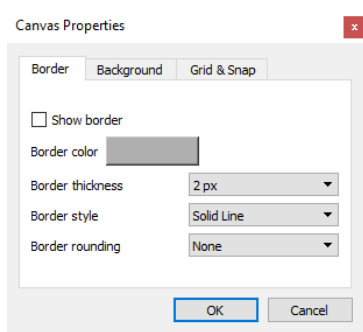 Canvas Properties
x
Border Background Grid & Snap
Show border
Border color
Border thickness 2 px
Border style Solid Line
Border rounding None
OK Cancel